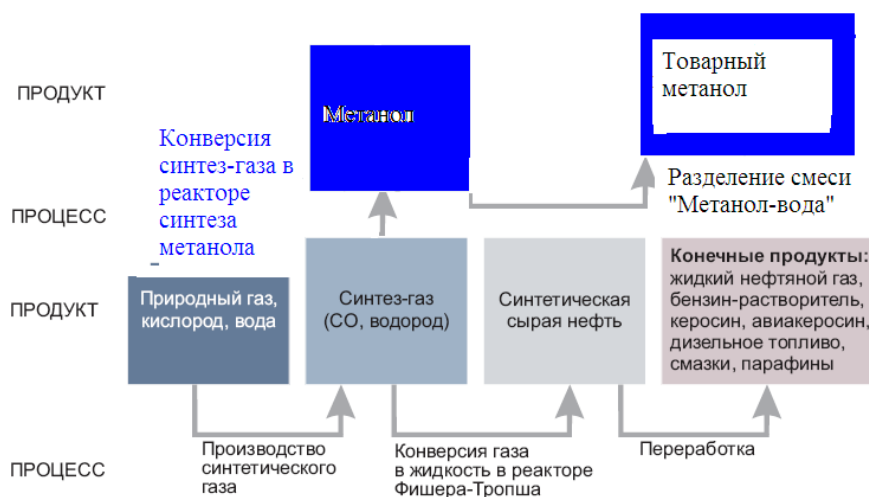 ПРОДУКТ
Метанол
Товарный
метанол
Конверсия
синтез-газа в
реакторе
синтеза
метанола
ПРОЦЕСС
Разделение смеси
"Метанол-вода"
ПРОДУКТ
Природный газ,
кислород, вода
Синтез-газ
(СО, водород)
Синтетическая
сырая нефть
Конечные продукты:
жидкий нефтяной газ,
бензин-растворитель,
керосин, авиакеросин,
дизельное топливо,
смазки, парафины
ПРОЦЕСС
Производство
синтетического
газа
Конверсия газа
в жидкость в реакторе
Фишера-Тропша
Переработка